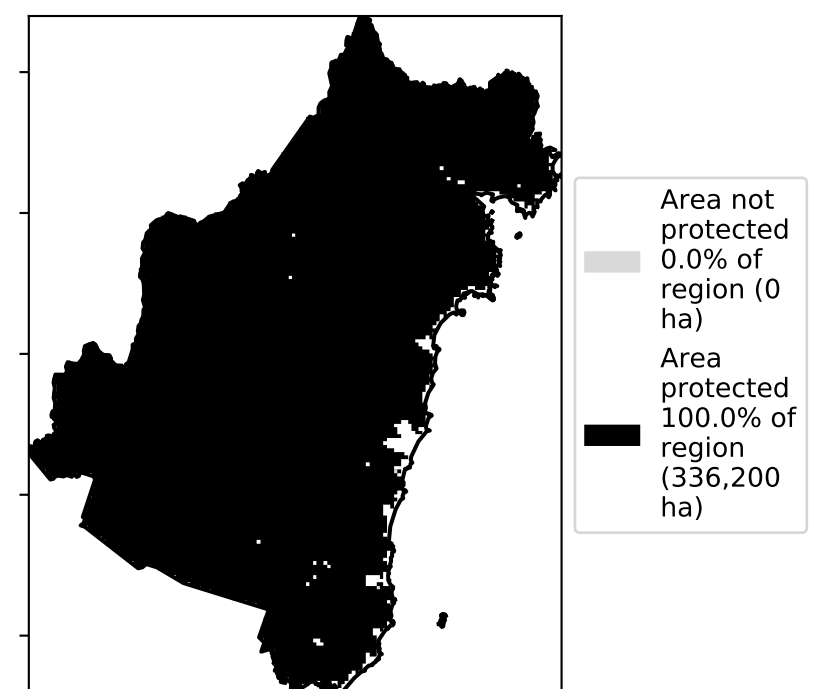 Area not
protected
0.0% of
region (0
ha)
Area
protected
100.0% of
region
(336,200
ha)